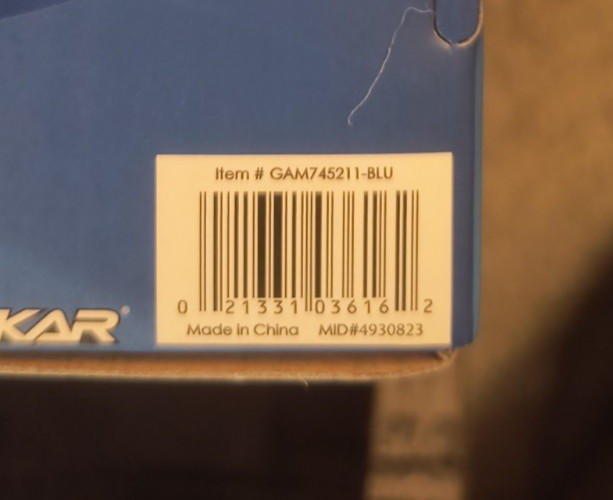 Item # GAM745211-BLU
0 21331 03616 2
Made in China MID#4930823
KAR®